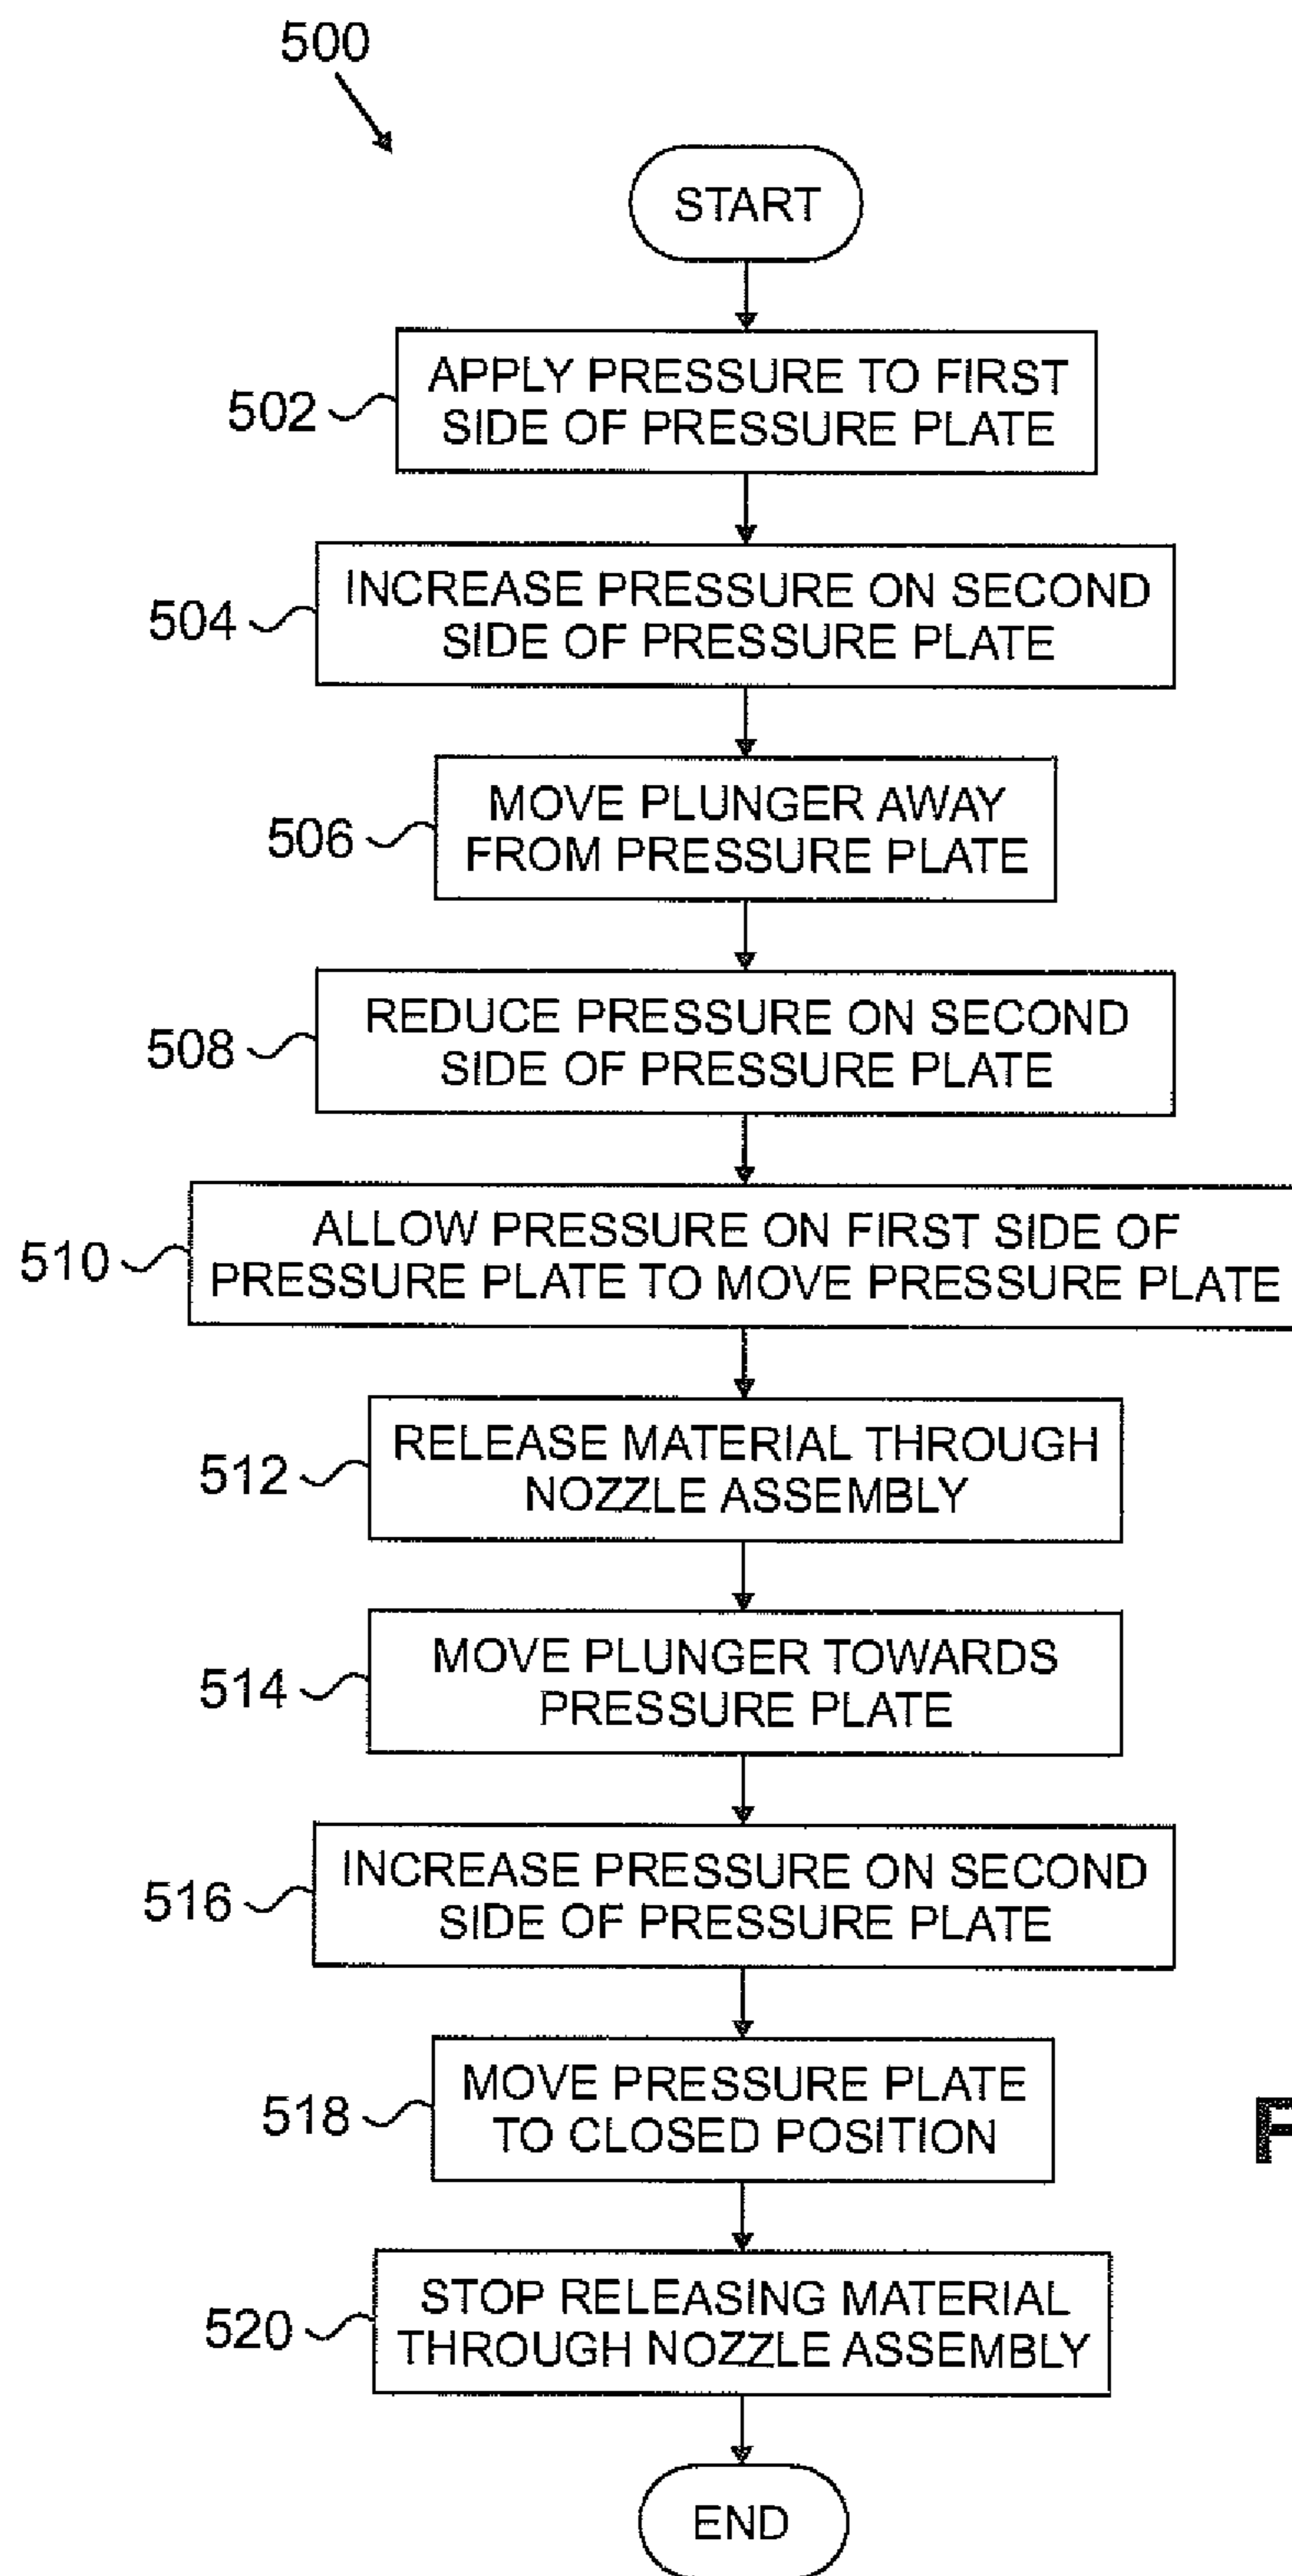 500
START
502
APPLY PRESSURE TO FIRST
SIDE OF PRESSURE PLATE
504
INCREASE PRESSURE ON SECOND
SIDE OF PRESSURE PLATE
506
MOVE PLUNGER AWAY
FROM PRESSURE PLATE
508
REDUCE PRESSURE ON SECOND
SIDE OF PRESSURE PLATE
510
ALLOW PRESSURE ON FIRST SIDE OF
PRESSURE PLATE TO MOVE PRESSURE PLATE
512
RELEASE MATERIAL THROUGH
NOZZLE ASSEMBLY
514
MOVE PLUNGER TOWARDS
PRESSURE PLATE
516
INCREASE PRESSURE ON SECOND
SIDE OF PRESSURE PLATE
518
MOVE PRESSURE PLATE
TO CLOSED POSITION
520
STOP RELEASING MATERIAL
THROUGH NOZZLE ASSEMBLY
END